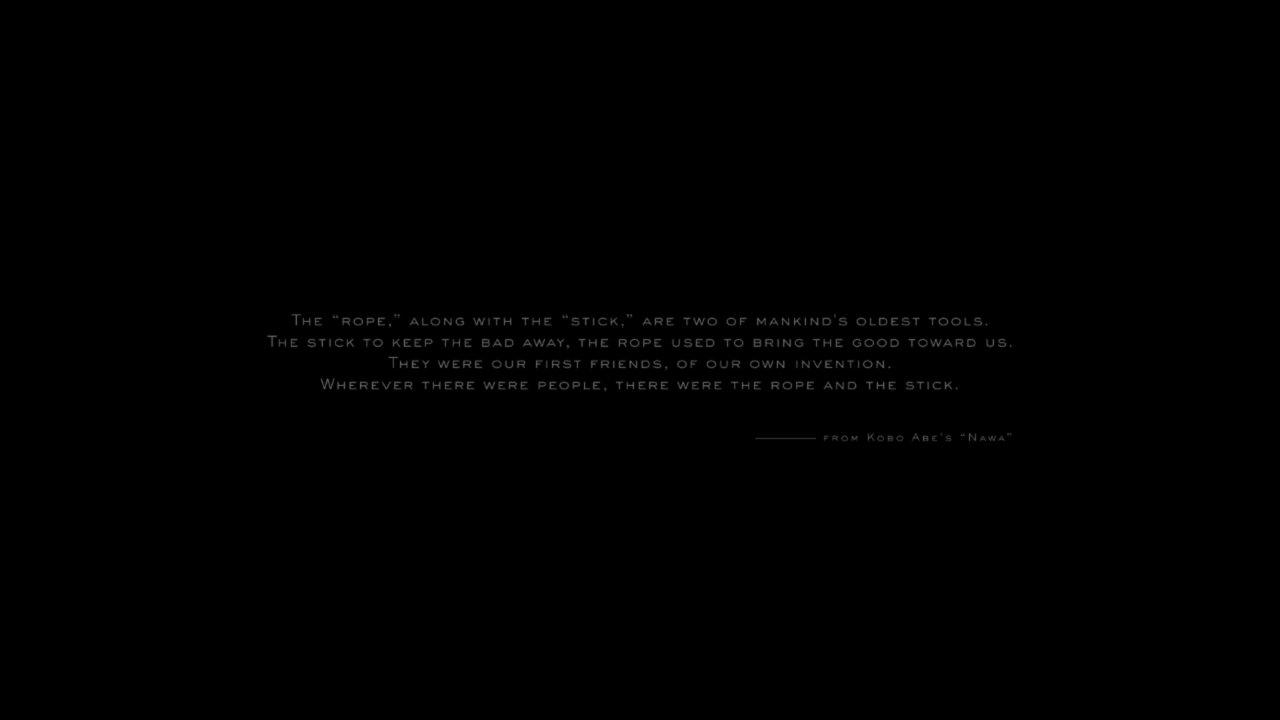 The “rope,” along with the “stick,” are two of mankind's oldest tools.
The stick to keep the bad away, the rope used to bring the good toward us.
They were our first friends, of our own invention.
Wherever there were people, there were the rope and the stick.
from Kobo Abe's “Nawa”